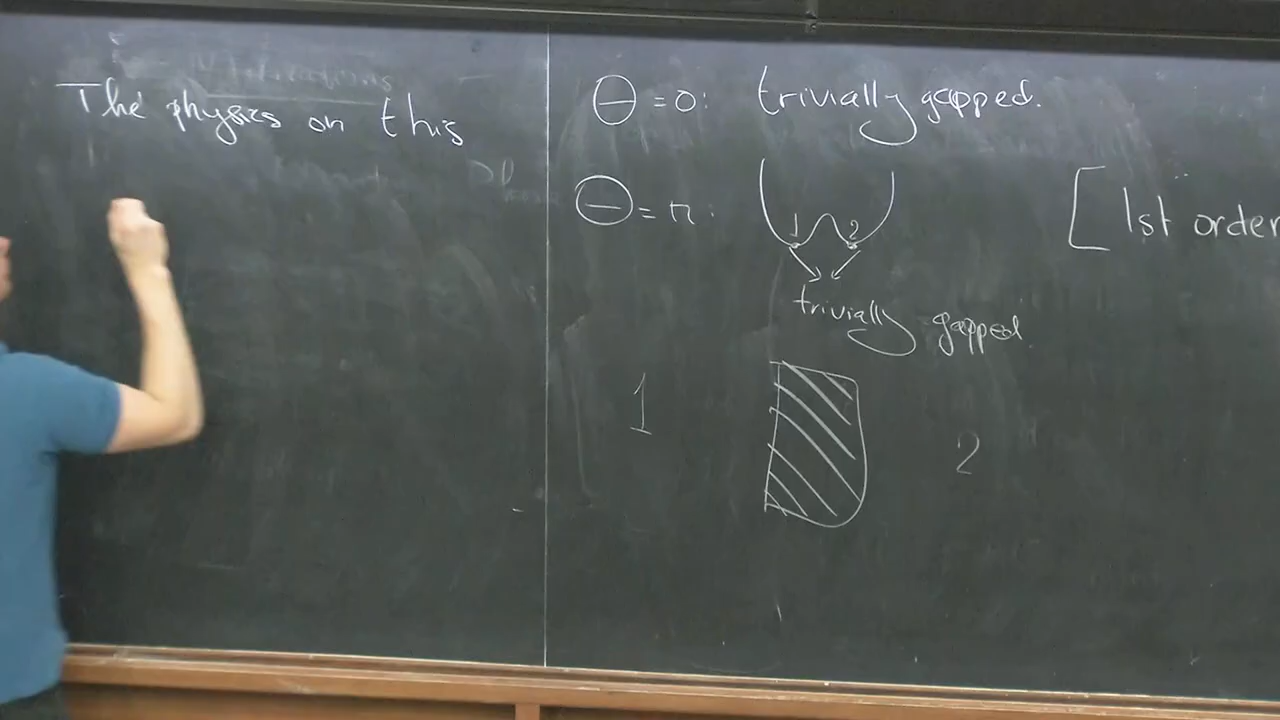 The physics on this
Θ = 0: trivially gapped.
Θ = π:
1 2
[ 1st order
trivially gapped
1
2